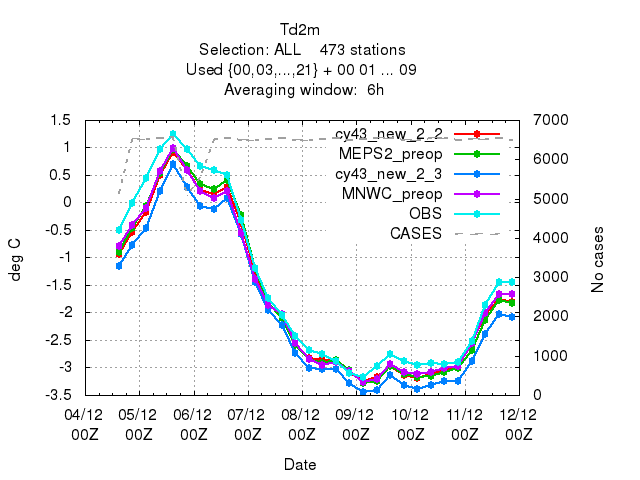 Td2m
Selection: ALL    473 stations
Used {00,03,...,21} + 00 01 ... 09
Averaging window:  6h
cy43_new_2_2
MEPS2_preop
cy43_new_2_3
MNWC_preop
OBS
CASES
1.5
1
0.5
0
-0.5
-1
-1.5
-2
-2.5
-3
-3.5
deg C
7000
6000
5000
4000
3000
2000
1000
0
No cases
04/12 05/12 06/12 07/12 08/12 09/12 10/12 11/12 12/12
00Z 00Z 00Z 00Z 00Z 00Z 00Z 00Z 00Z
Date